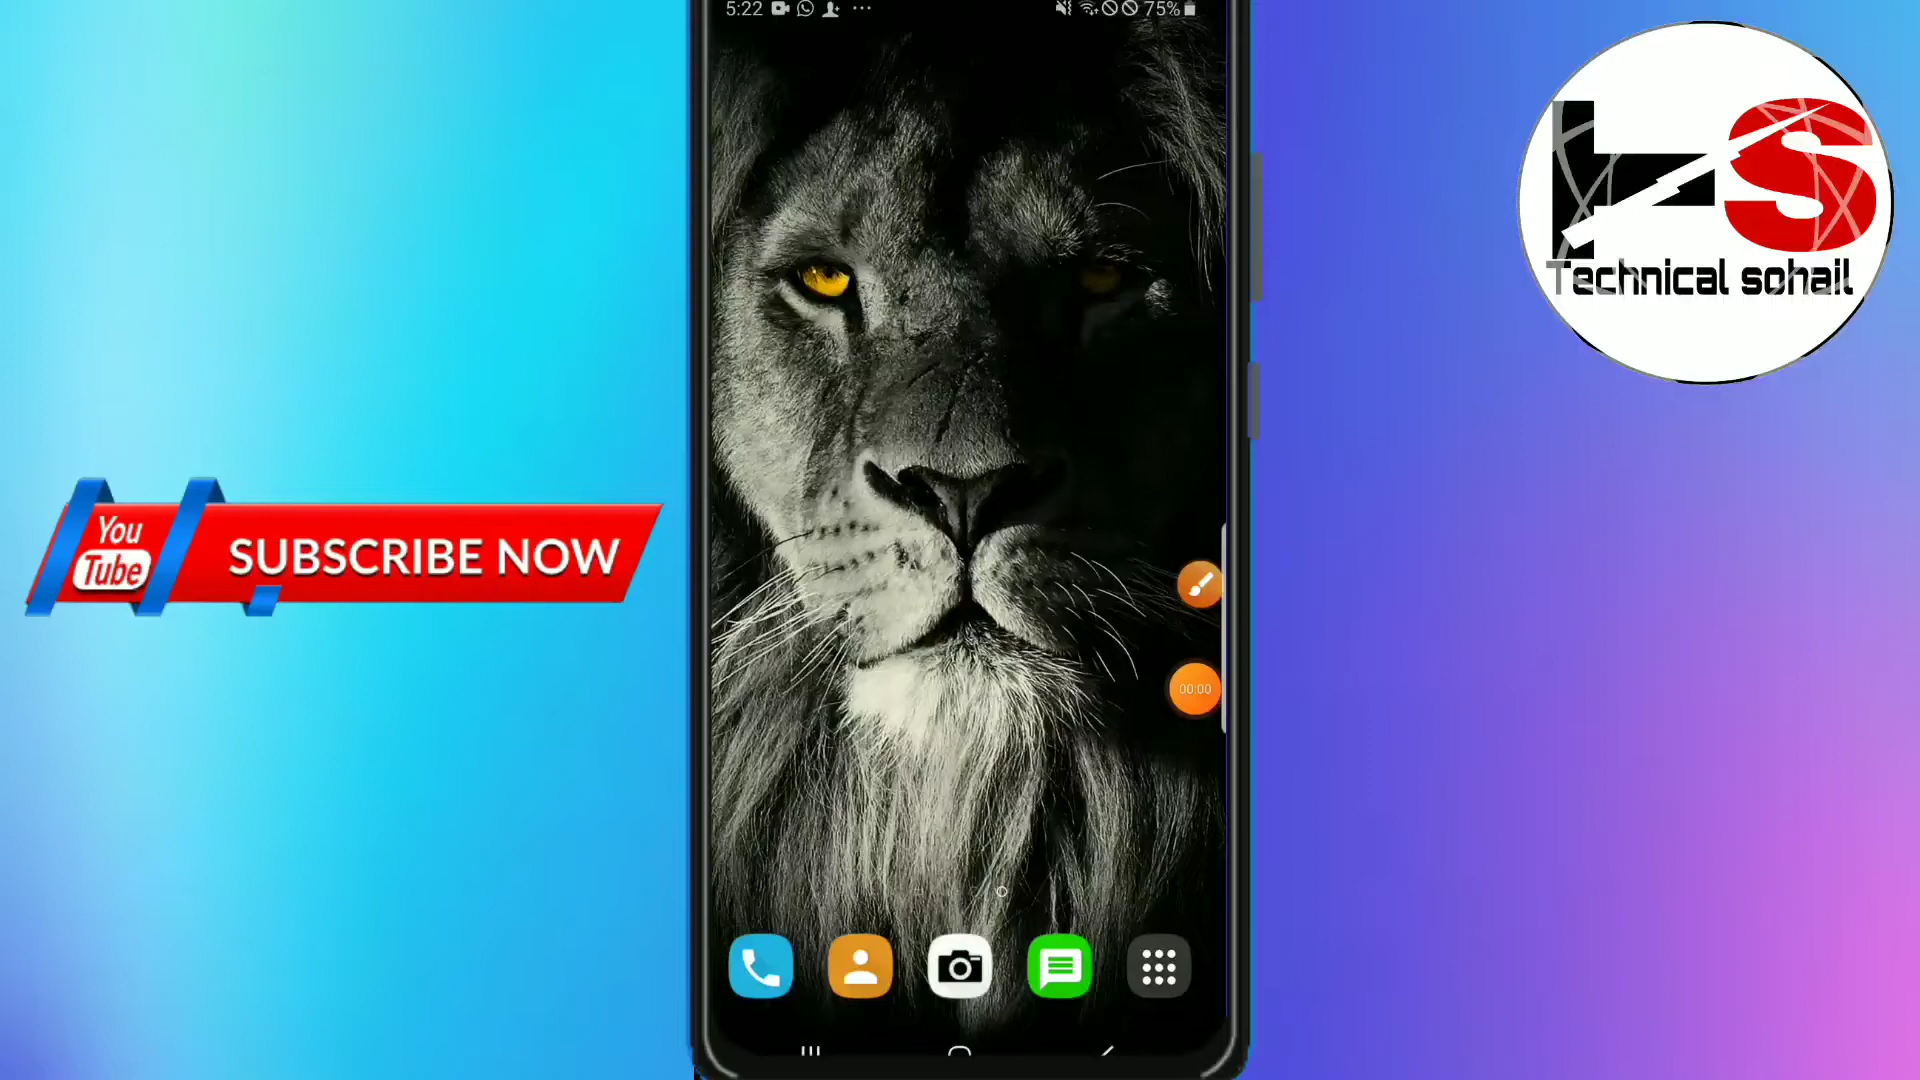 5:22
75%
You
Tube
SUBSCRIBE NOW
S
Technical sohail
00:00